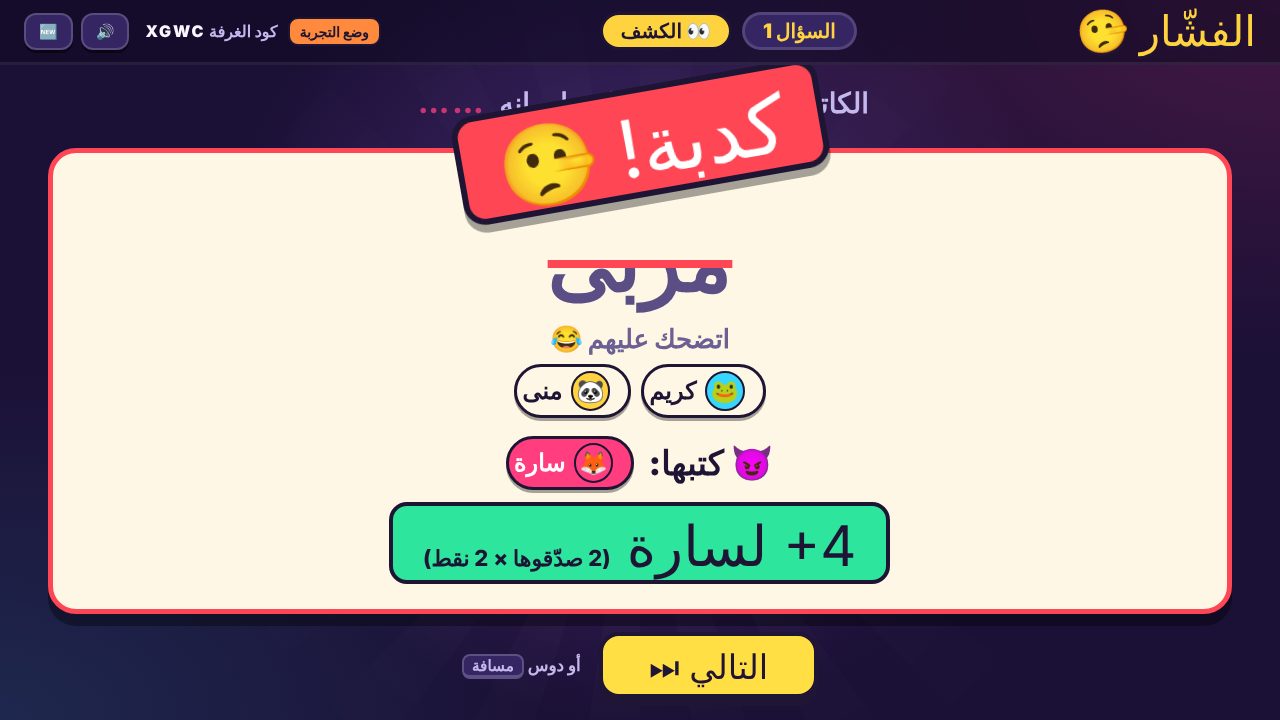 الفشّار
السؤال 1
الكشف
وضع التجربة
كود الغرفة XGWC
......
كدبة!
مربى
اتضحك عليهم 😂
كريم
منى
كتبها:
سارة
+4 لسارة (2 صدّقوها × 2 نقط)
التالي
أو دوس مسافة